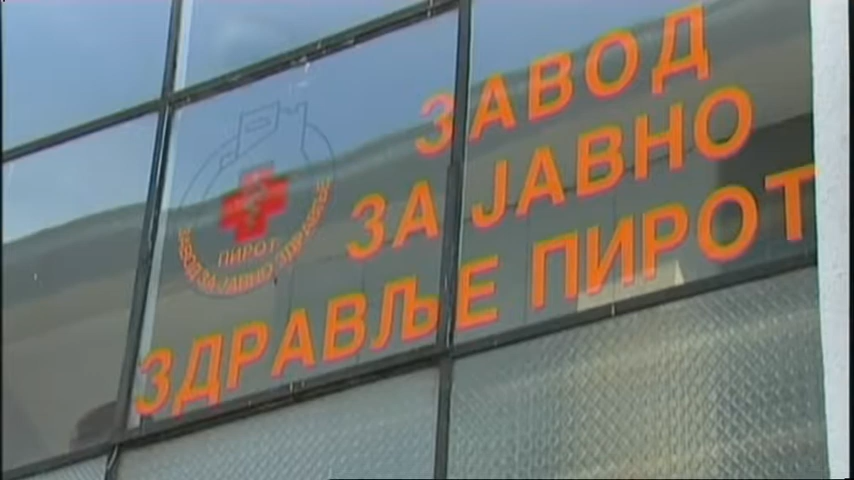 ЗАВОД
ЗА ЈАВНО
ЗДРАВЉЕ ПИРОТ
ПИРОТ
ЗАВОД ЗА ЈАВНО ЗДРАВЉЕ